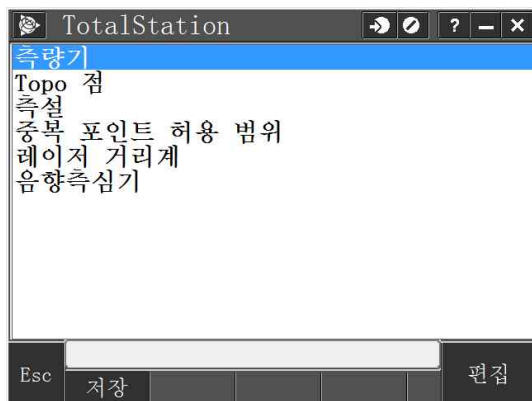 TotalStation
?
측량기
Topo 점
측설
중복 포인트 허용 범위
레이저 거리계
음향측심기
Esc
저장
편집